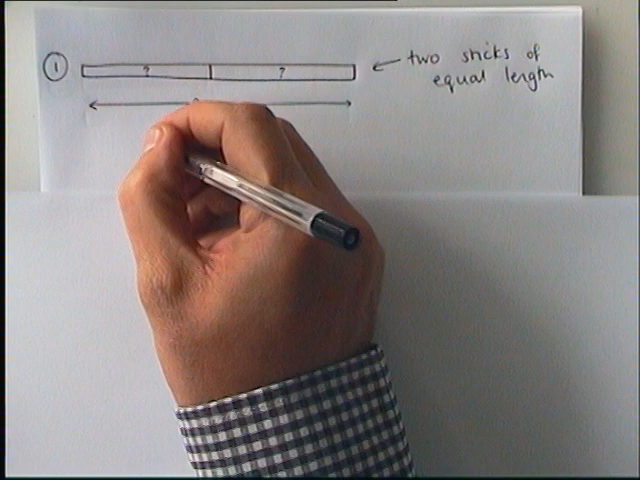 ① ? ? two sticks of
equal length